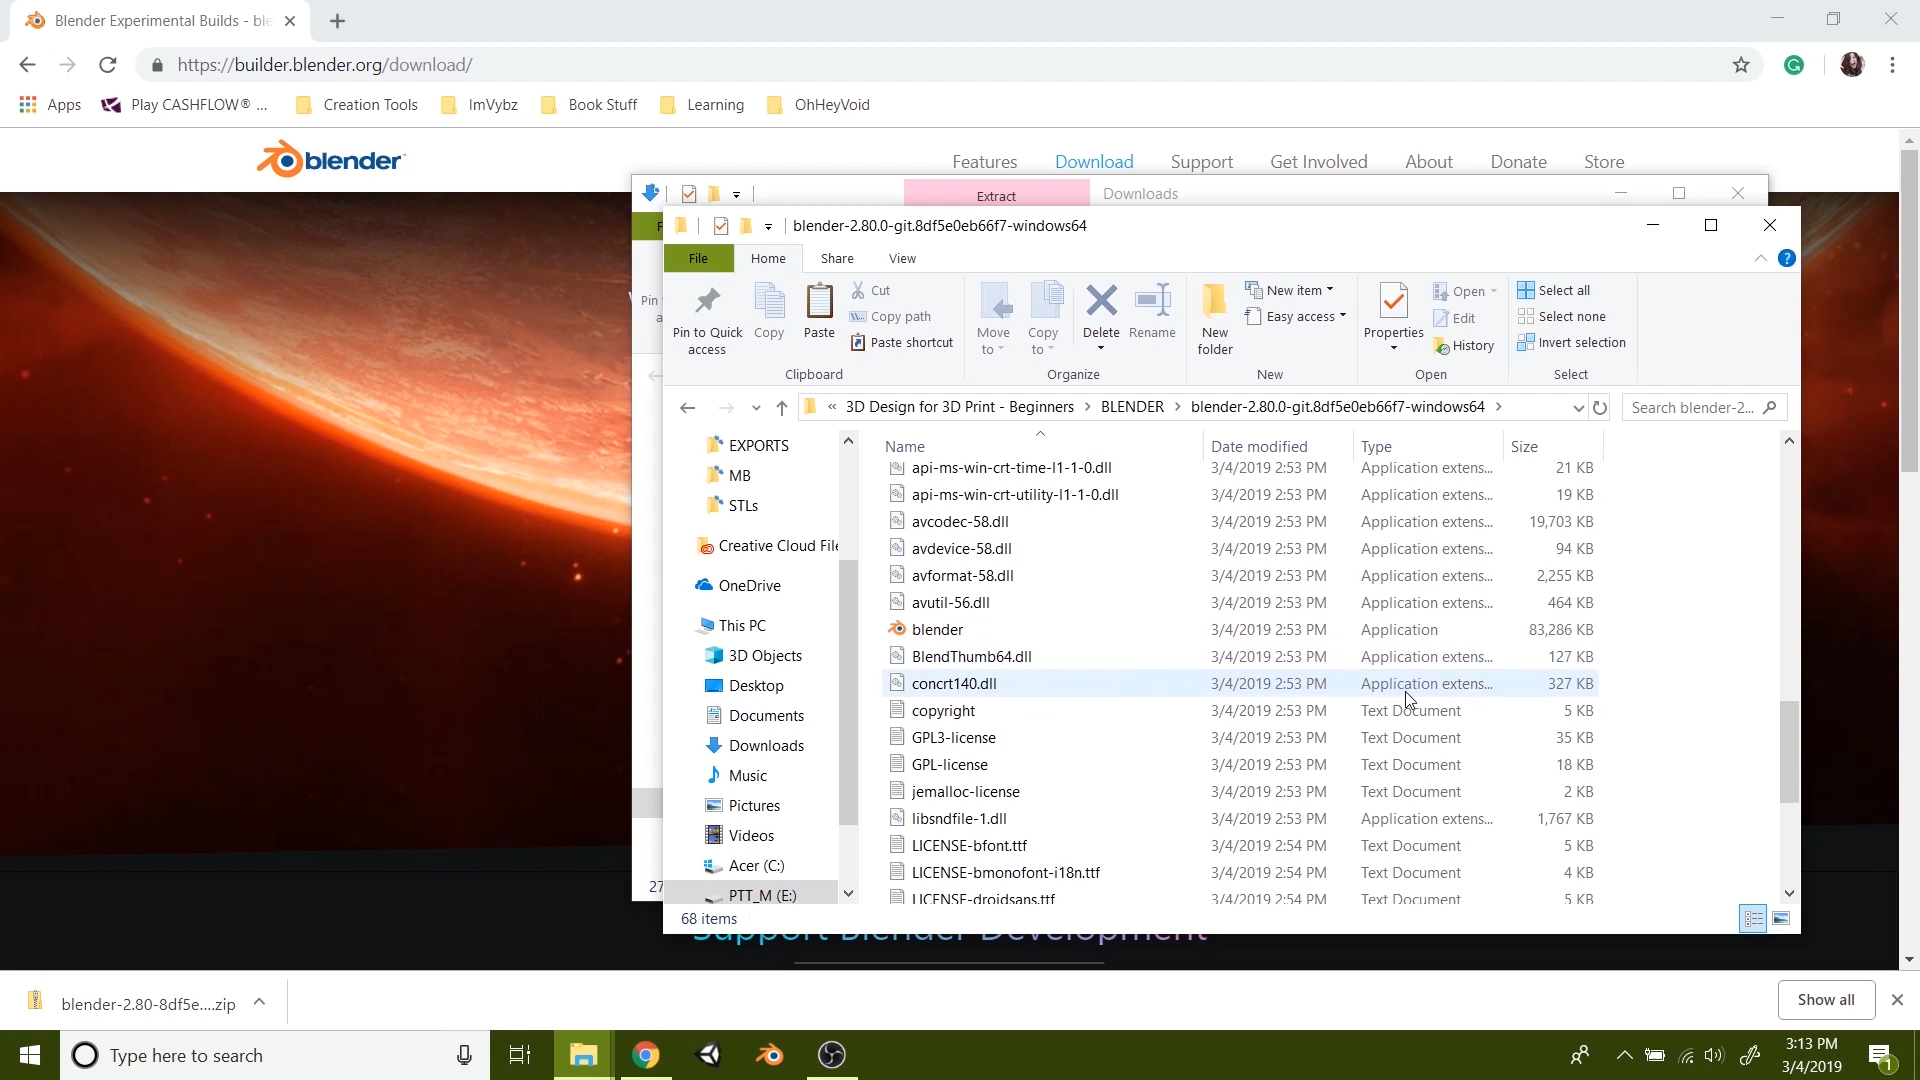 Blender Experimental Builds - ble
https://builder.blender.org/download/
Apps
Play CASHFLOW® ...
Creation Tools
ImVybz
Book Stuff
Learning
OhHeyVoid
blender
Features
Download
Support
Get Involved
About
Donate
Store
Extract
Downloads
blender-2.80.0-git.8df5e0eb66f7-windows64
File
Home
Share
View
Pin to Quick access
Copy
Paste
Cut
Copy path
Paste shortcut
Clipboard
Move to
Copy to
Delete
Rename
Organize
New folder
New item
Easy access
New
Properties
Open
Edit
History
Open
Select all
Select none
Invert selection
Select
« 3D Design for 3D Print - Beginners > BLENDER > blender-2.80.0-git.8df5e0eb66f7-windows64 >
Search blender-2...
EXPORTS
MB
STLs
Creative Cloud File
OneDrive
This PC
3D Objects
Desktop
Documents
Downloads
Music
Pictures
Videos
Acer (C:)
PTT_M (E:)
Name Date modified Type Size
api-ms-win-crt-time-l1-1-0.dll 3/4/2019 2:53 PM Application extens... 21 KB
api-ms-win-crt-utility-l1-1-0.dll 3/4/2019 2:53 PM Application extens... 19 KB
avcodec-58.dll 3/4/2019 2:53 PM Application extens... 19,703 KB
avdevice-58.dll 3/4/2019 2:53 PM Application extens... 94 KB
avformat-58.dll 3/4/2019 2:53 PM Application extens... 2,255 KB
avutil-56.dll 3/4/2019 2:53 PM Application extens... 464 KB
blender 3/4/2019 2:53 PM Application 83,286 KB
BlendThumb64.dll 3/4/2019 2:53 PM Application extens... 127 KB
concrt140.dll 3/4/2019 2:53 PM Application extens... 327 KB
copyright 3/4/2019 2:53 PM Text Document 5 KB
GPL3-license 3/4/2019 2:53 PM Text Document 35 KB
GPL-license 3/4/2019 2:53 PM Text Document 18 KB
jemalloc-license 3/4/2019 2:53 PM Text Document 2 KB
libsndfile-1.dll 3/4/2019 2:53 PM Application extens... 1,767 KB
LICENSE-bfont.ttf 3/4/2019 2:54 PM Text Document 5 KB
LICENSE-bmonofont-i18n.ttf 3/4/2019 2:54 PM Text Document 4 KB
LICENSE-droidsans.ttf 3/4/2019 2:54 PM Text Document 5 KB
27
68 items
Support Blender Development
blender-2.80-8df5e....zip
Show all
Type here to search
3:13 PM
3/4/2019
1